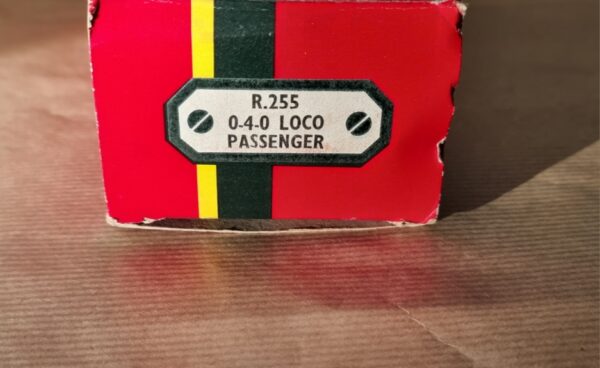 R.255
0-4-0 LOCO
PASSENGER